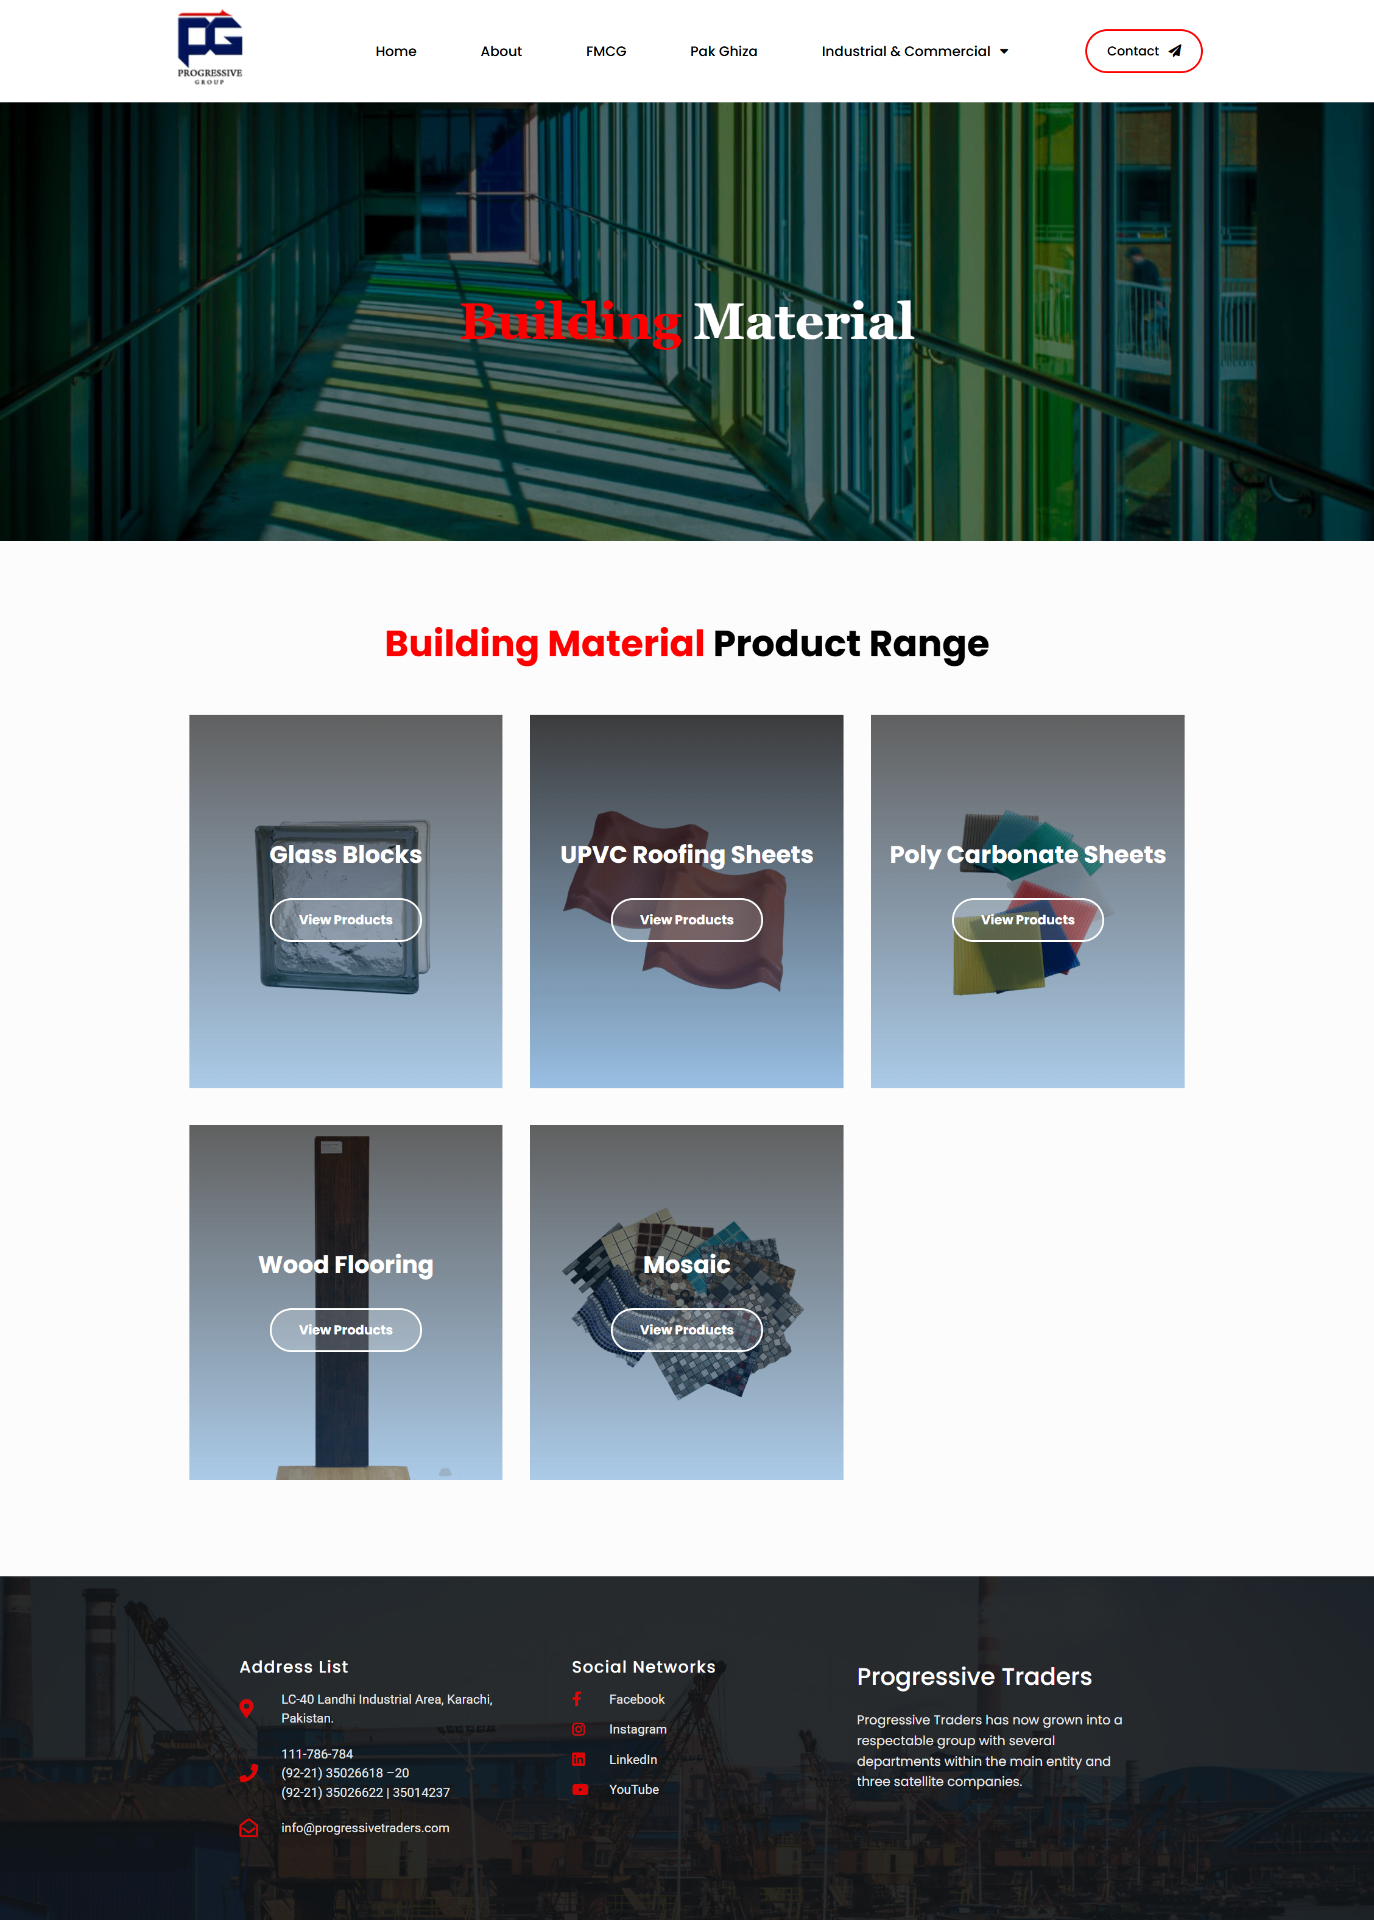 PG
PROGRESSIVE
GROUP
Home
About
FMCG
Pak Ghiza
Industrial & Commercial
Contact
Building Material
Building Material Product Range
Glass Blocks
View Products
UPVC Roofing Sheets
View Products
Poly Carbonate Sheets
View Products
Wood Flooring
View Products
Mosaic
View Products
Address List
LC-40 Landhi Industrial Area, Karachi,
Pakistan.
111-786-784
(92-21) 35026618 –20
(92-21) 35026622 | 35014237
info@progressivetraders.com
Social Networks
Facebook
Instagram
LinkedIn
YouTube
Progressive Traders
Progressive Traders has now grown into a
respectable group with several
departments within the main entity and
three satellite companies.